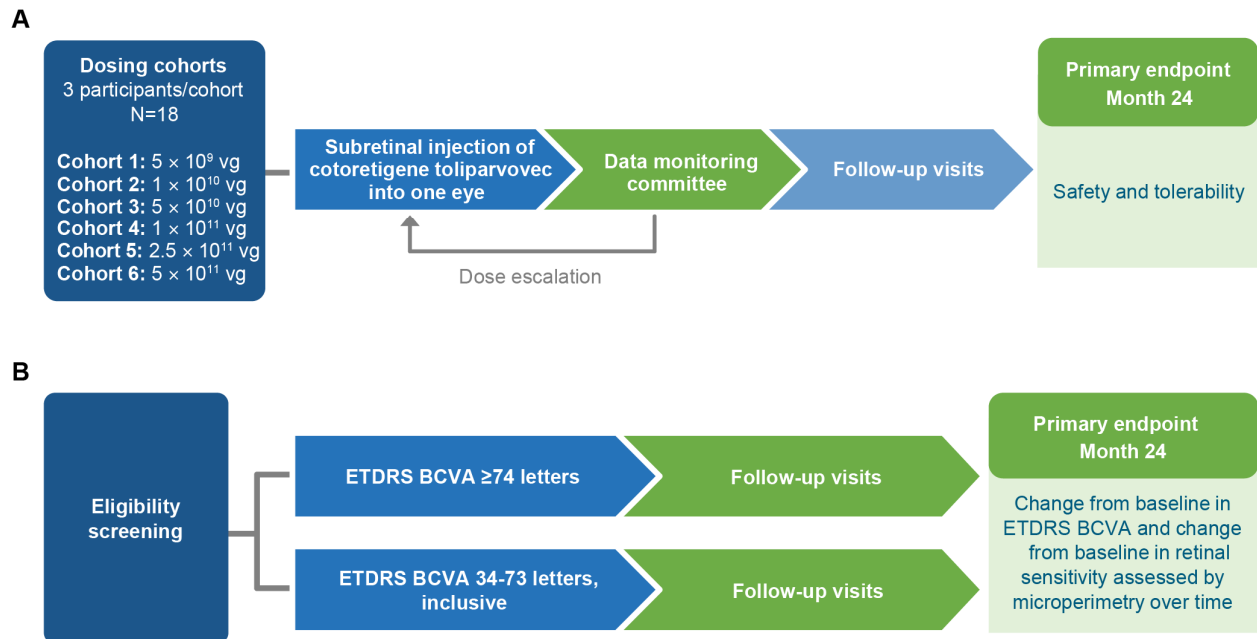 A
Dosing cohorts
3 participants/cohort
N=18
Cohort 1: 5 × 10⁹ vg
Cohort 2: 1 × 10¹⁰ vg
Cohort 3: 5 × 10¹⁰ vg
Cohort 4: 1 × 10¹¹ vg
Cohort 5: 2.5 × 10¹¹ vg
Cohort 6: 5 × 10¹¹ vg
Subretinal injection of
cotoretigene toliparvovec
into one eye
Data monitoring
committee
Dose escalation
Follow-up visits
Primary endpoint
Month 24
Safety and tolerability
B
Eligibility
screening
ETDRS BCVA ≥74 letters
Follow-up visits
ETDRS BCVA 34-73 letters,
inclusive
Follow-up visits
Primary endpoint
Month 24
Change from baseline in
ETDRS BCVA and change
from baseline in retinal
sensitivity assessed by
microperimetry over time